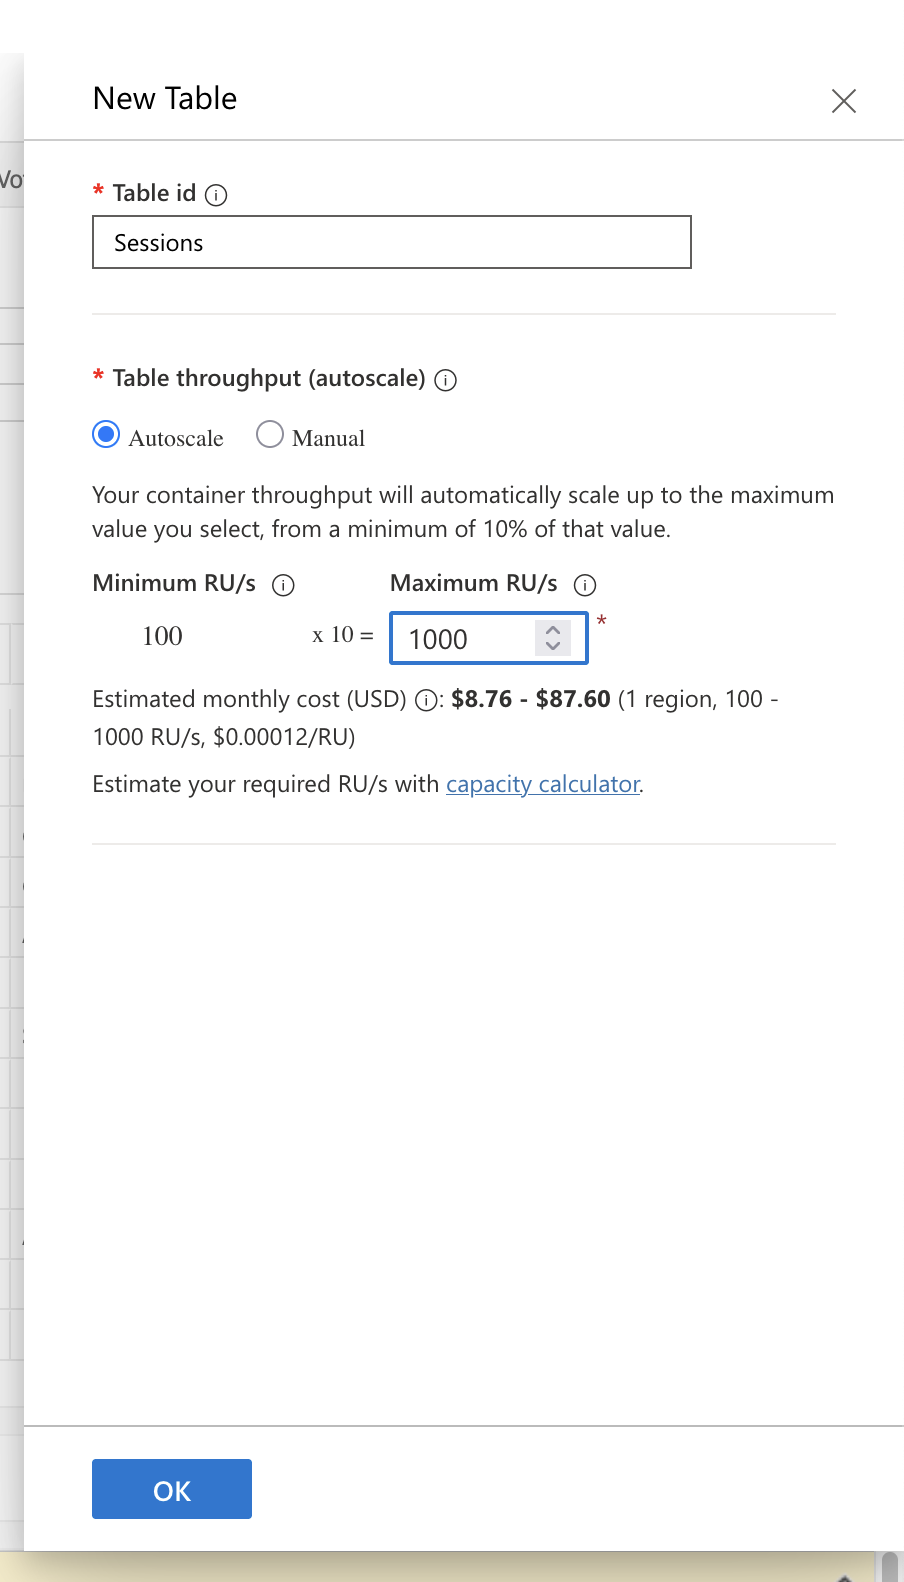 New Table
* Table id
Sessions
* Table throughput (autoscale)
Autoscale Manual
Your container throughput will automatically scale up to the maximum
value you select, from a minimum of 10% of that value.
Minimum RU/s Maximum RU/s
100 x 10 = 1000 *
Estimated monthly cost (USD) : $8.76 - $87.60 (1 region, 100 -
1000 RU/s, $0.00012/RU)
Estimate your required RU/s with capacity calculator.
OK